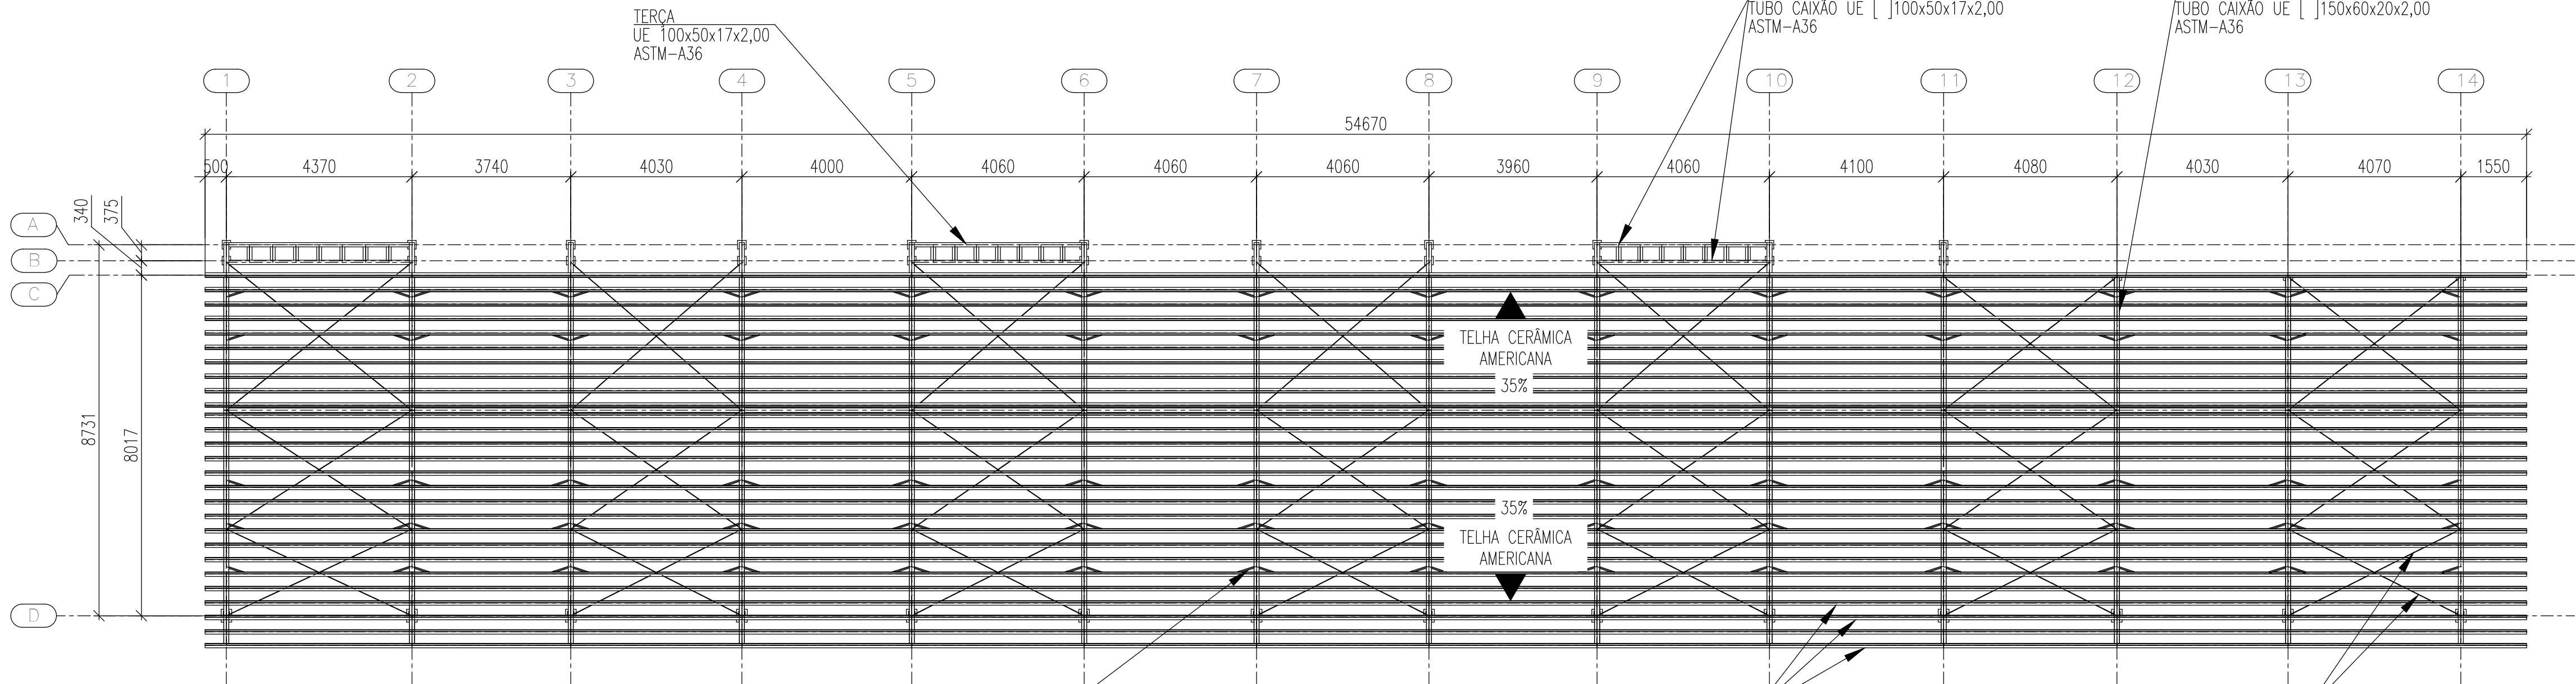 TERÇA
UE 100x50x17x2,00
ASTM-A36
TUBO CAIXÃO UE [ ]100x50x17x2,00
ASTM-A36
TUBO CAIXÃO UE [ ]150x60x20x2,00
ASTM-A36
1 2 3 4 5 6 7 8 9 10 11 12 13 14
54670
500 4370 3740 4030 4000 4060 4060 4060 3960 4060 4100 4080 4030 4070 1550
340
375
A
B
C
TELHA CERÂMICA
AMERICANA
35%
8731
8017
35%
TELHA CERÂMICA
AMERICANA
D